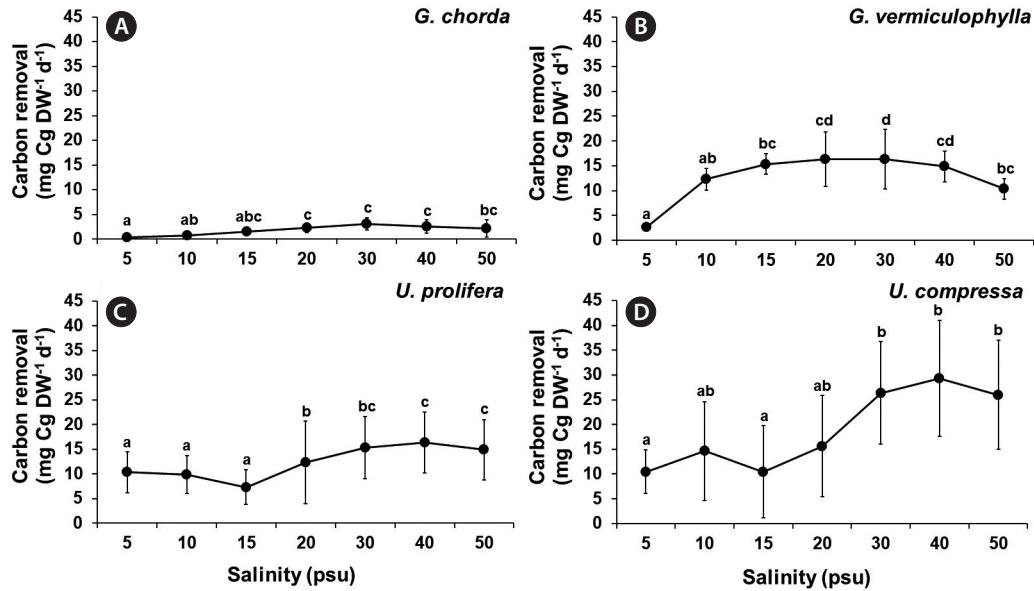 A
G. chorda
45
40
35
30
25
20
15
10
5
0
Carbon removal
(mg Cg DW-1 d-1)
a
ab
abc
c
c
c
bc
5 10 15 20 30 40 50
B
G. vermiculophylla
45
40
35
30
25
20
15
10
5
0
Carbon removal
(mg Cg DW-1 d-1)
a
ab
bc
cd
d
cd
bc
5 10 15 20 30 40 50
C
U. prolifera
45
40
35
30
25
20
15
10
5
0
Carbon removal
(mg Cg DW-1 d-1)
a
a
a
b
bc
c
c
5 10 15 20 30 40 50
Salinity (psu)
D
U. compressa
45
40
35
30
25
20
15
10
5
0
Carbon removal
(mg Cg DW-1 d-1)
a
ab
a
ab
b
b
b
5 10 15 20 30 40 50
Salinity (psu)